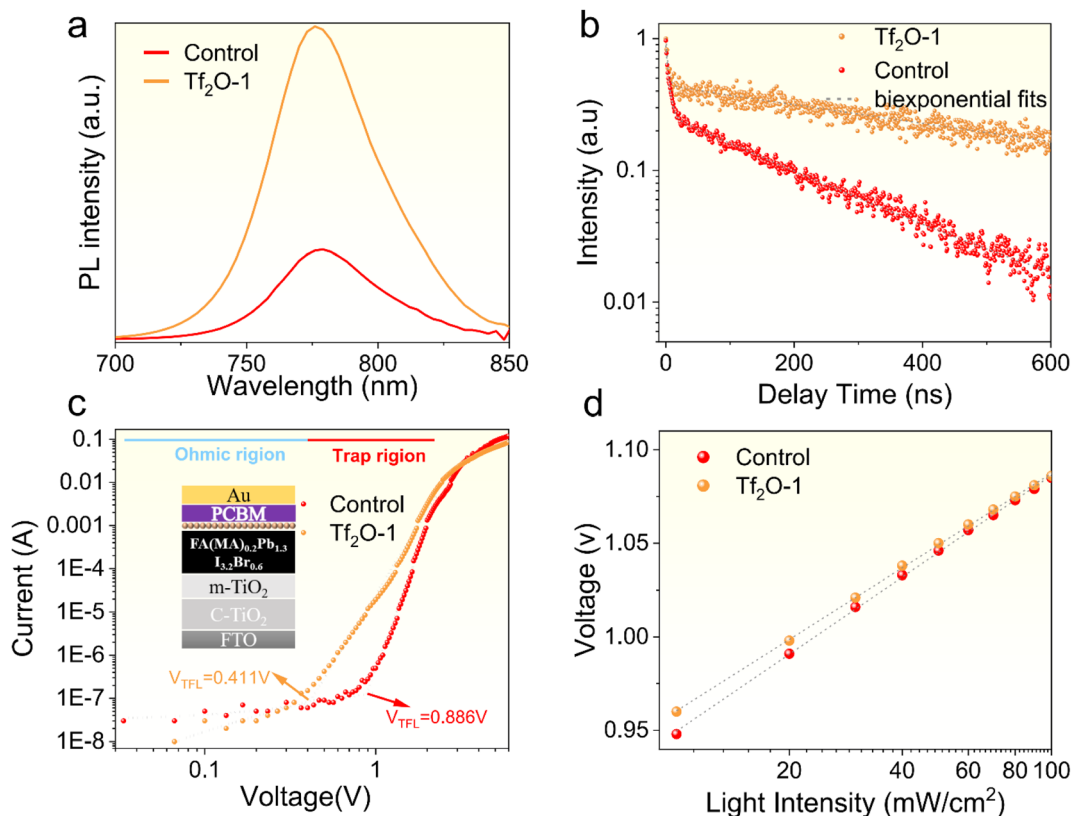 a
Control
Tf₂O-1
PL intensity (a.u.)
700
750
800
850
Wavelength (nm)
b
Tf₂O-1
Control
biexponential fits
Intensity (a.u)
1
0.1
0.01
0
200
400
600
Delay Time (ns)
c
Ohmic rigion
Trap rigion
Au
PCBM
FA(MA)₀.₂Pb₁.₃
I₃.₂Br₀.₆
m-TiO₂
C-TiO₂
FTO
Control
Tf₂O-1
V_TFL=0.411V
V_TFL=0.886V
Current (A)
0.1
0.01
0.001
1E-4
1E-5
1E-6
1E-7
1E-8
0.1
1
Voltage(V)
d
Control
Tf₂O-1
Voltage (v)
1.10
1.05
1.00
0.95
20
40
60
80 100
Light Intensity (mW/cm²)